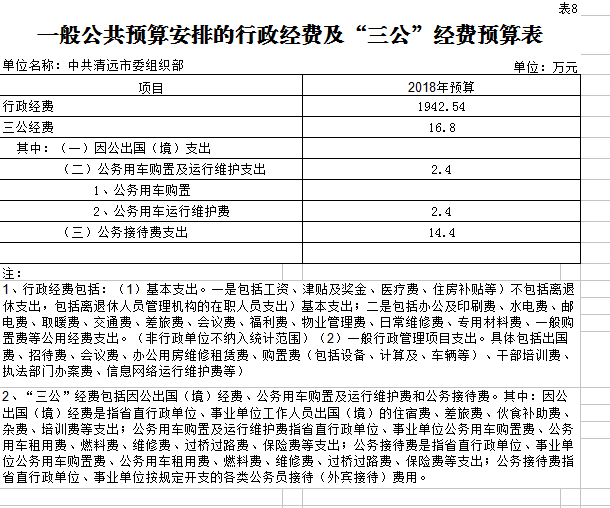 表8
一般公共预算安排的行政经费及“三公”经费预算表
单位名称：中共清远市委组织部 单位：万元
项目 2018年预算
行政经费 1942.54
三公经费 16.8
其中：（一）因公出国（境）支出
（二）公务用车购置及运行维护支出 2.4
1、公务用车购置
2、公务用车运行维护费 2.4
（三）公务接待费支出 14.4
注：
1、行政经费包括：（1）基本支出。一是包括工资、津贴及奖金、医疗费、住房补贴等）不包括离退
休支出，包括离退休人员管理机构的在职人员支出）基本支出；二是包括办公及印刷费、水电费、邮
电费、取暖费、交通费、差旅费、会议费、福利费、物业管理费、日常维修费、专用材料费、一般购
置费等公用经费支出。（非行政单位不纳入统计范围）（2）一般行政管理项目支出。具体包括出国
费、招待费、会议费、办公用房维修租赁费、购置费（包括设备、计算及、车辆等）、干部培训费、
执法部门办案费、信息网络运行维护费等）
2、“三公”经费包括因公出国（境）经费、公务用车购置及运行维护费和公务接待费。其中：因公
出国（境）经费是指省直行政单位、事业单位工作人员出国（境）的住宿费、差旅费、伙食补助费、
杂费、培训费等支出；公务用车购置及运行维护费指省直行政单位、事业单位公务用车购置费、公务
用车租用费、燃料费、维修费、过桥过路费、保险费等支出；公务接待费是指省直行政单位、事业单
位公务用车购置费、公务用车租用费、燃料费、维修费、过桥过路费、保险费等支出；公务接待费指
省直行政单位、事业单位按规定开支的各类公务员接待（外宾接待）费用。